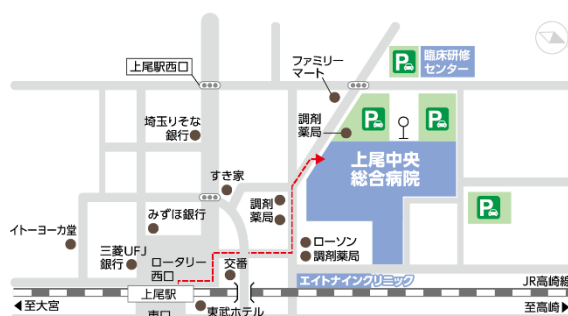 臨床研修
センター
P
ファミリー
マート
上尾駅西口
P
P
調剤
薬局
埼玉りそな
銀行
上尾中央
総合病院
すき家
P
調剤
薬局
みずほ銀行
イトーヨーカ堂
ローソン
調剤薬局
三菱UFJ
銀行
ロータリー
西口
交番
エイトナインクリニック
JR高崎線
上尾駅
至大宮
東口
東武ホテル
至高崎